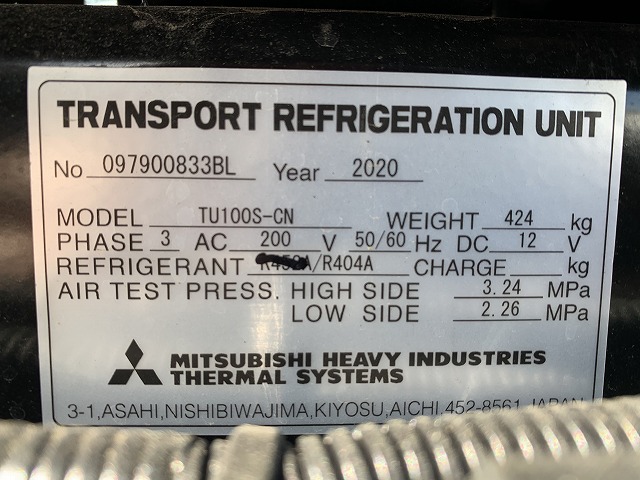 TRANSPORT REFRIGERATION UNIT
No 097900833BL Year 2020
MODEL TU100S-CN WEIGHT 424 kg
PHASE 3 AC 200 V 50/60 Hz DC 12 V
REFRIGERANT /R404A CHARGE kg
AIR TEST PRESS. HIGH SIDE 3.24 MPa
LOW SIDE 2.26 MPa
MITSUBISHI HEAVY INDUSTRIES
THERMAL SYSTEMS
3-1,ASAHI,NISHIBIWAJIMA,KIYOSU,AICHI,452-8561,JAPAN